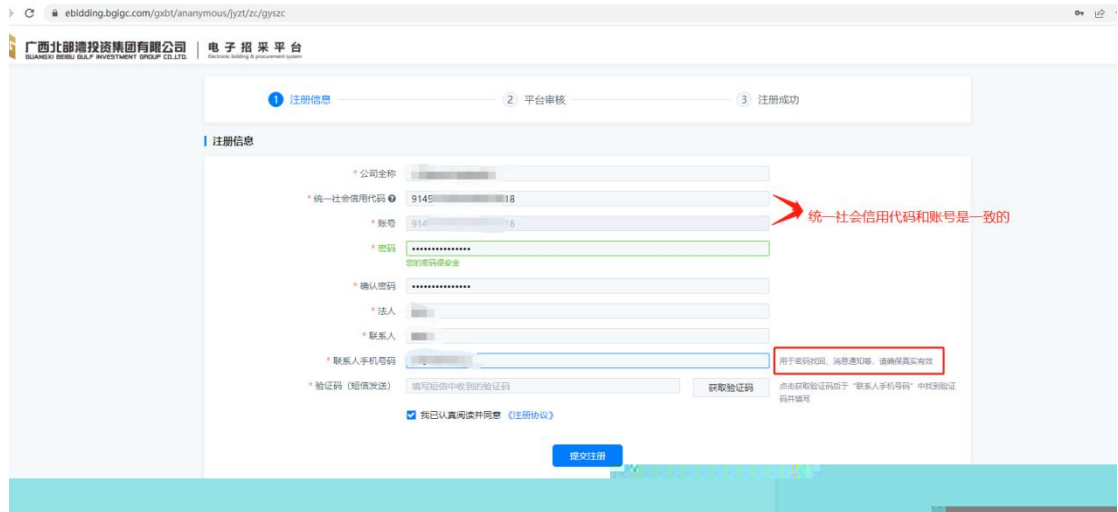 ebidding.bgigc.com/gxbt/ananymous/jyzt/zc/gyszc
广西北部湾投资集团有限公司 电子招采平台
GUANGXI BEIBU GULF INVESTMENT GROUP CO.,LTD. Electronic bidding & procurement system
1 注册信息 2 平台审核 3 注册成功
注册信息
* 公司全称
* 统一社会信用代码 9145 18
* 账号 914 18
统一社会信用代码和账号是一致的
* 密码 •••••••••••••••
您的密码很安全
* 确认密码 •••••••••••••••
* 法人
* 联系人
* 联系人手机号码 用于密码找回、消息通知等，请确保真实有效
* 验证码（短信发送） 填写短信中收到的验证码 获取验证码 点击获取验证码后于“联系人手机号码”中找到验证
码并填写
我已认真阅读并同意 《注册协议》
提交注册